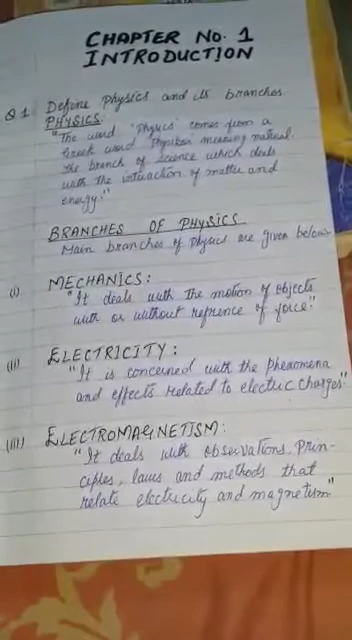 CHAPTER NO. 1
INTRODUCTION
Q1 Define Physics and its branches.
PHYSICS:
"The word 'Physics' comes from a
Greek word 'Physikos' meaning natural.
the branch of science which deals
with the interaction of matter and
energy."
BRANCHES OF PHYSICS
Main branches of physics are given below
(i) MECHANICS:
"It deals with the motion of objects
with or without refrence of force."
(ii) ELECTRICITY:
"It is concerned with the phenomena
and effects related to electric charges."
(iii) ELECTROMAGNETISM:
"It deals with observations, prin-
ciples, laws and methods that
relate electricity and magnetism"